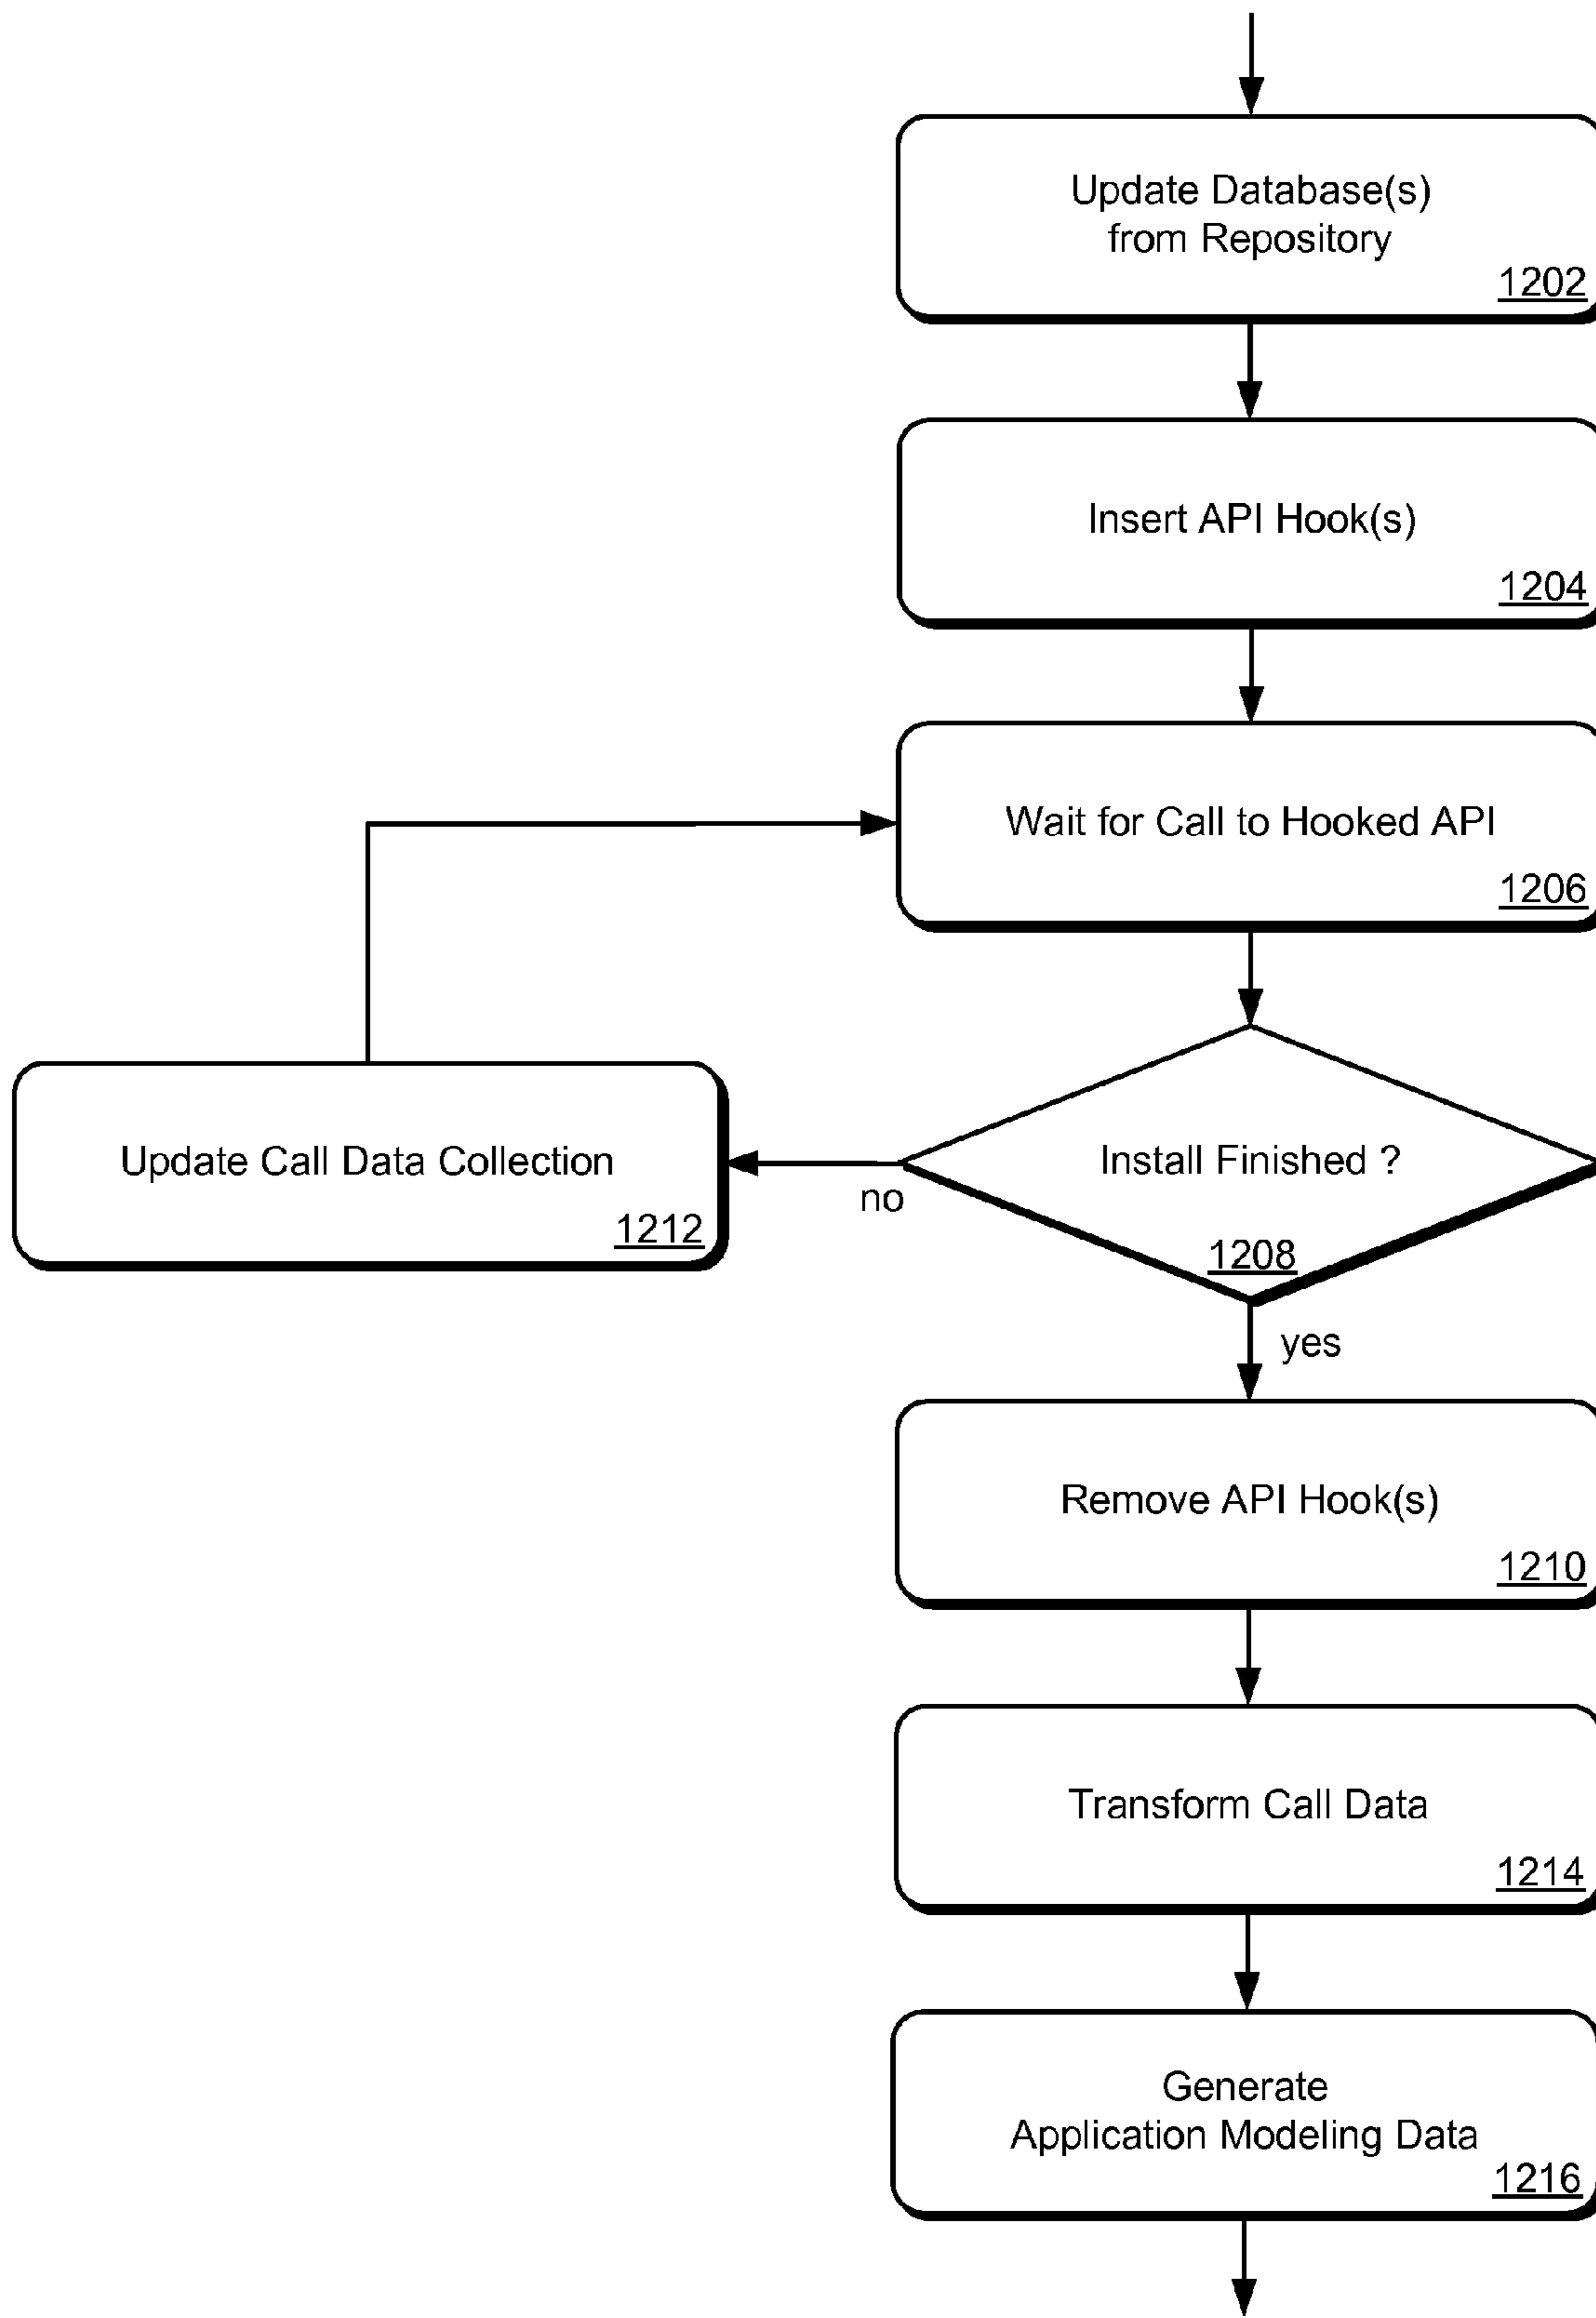 Update Database(s)
from Repository
1202
Insert API Hook(s)
1204
Wait for Call to Hooked API
1206
Install Finished ?
1208
no
Update Call Data Collection
1212
yes
Remove API Hook(s)
1210
Transform Call Data
1214
Generate
Application Modeling Data
1216